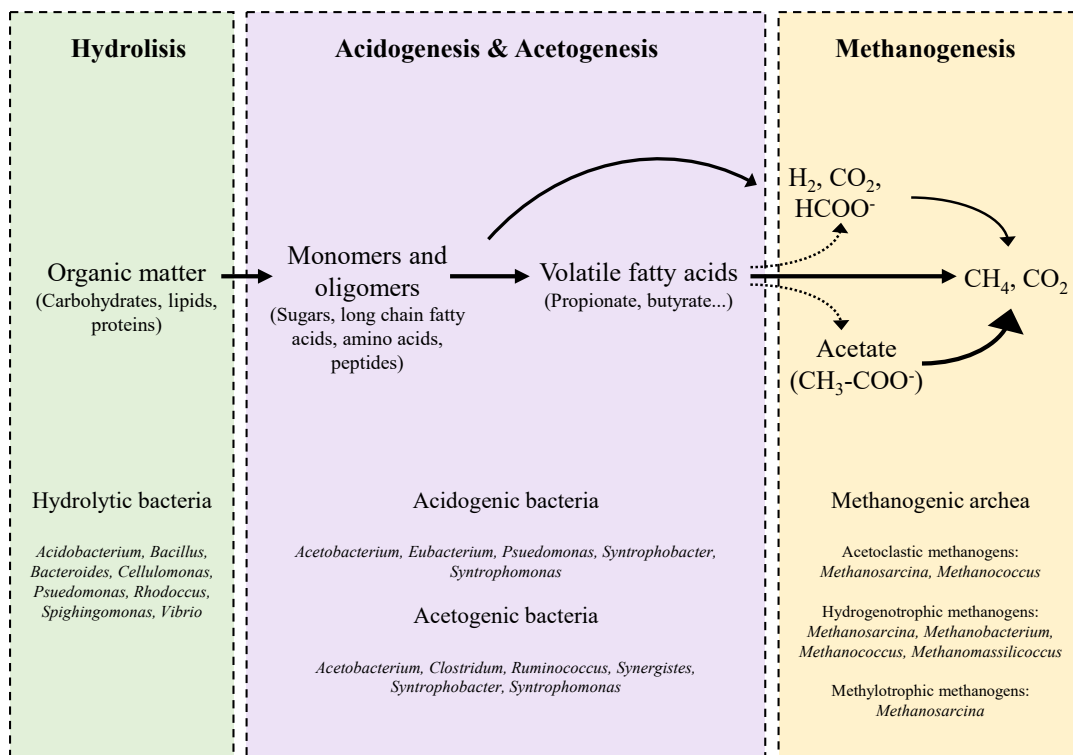 Hydrolisis
Acidogenesis & Acetogenesis
Methanogenesis
Organic matter
(Carbohydrates, lipids,
proteins)
Monomers and
oligomers
(Sugars, long chain fatty
acids, amino acids,
peptides)
Volatile fatty acids
(Propionate, butyrate...)
H₂, CO₂,
HCOO⁻
CH₄, CO₂
Acetate
(CH₃-COO⁻)
Hydrolytic bacteria
Acidobacterium, Bacillus,
Bacteroides, Cellulomonas,
Psuedomonas, Rhodoccus,
Spighingomonas, Vibrio
Acidogenic bacteria
Acetobacterium, Eubacterium, Psuedomonas, Syntrophobacter,
Syntrophomonas
Acetogenic bacteria
Acetobacterium, Clostridum, Ruminococcus, Synergistes,
Syntrophobacter, Syntrophomonas
Methanogenic archea
Acetoclastic methanogens:
Methanosarcina, Methanococcus
Hydrogenotrophic methanogens:
Methanosarcina, Methanobacterium,
Methanococus, Methanomassilicoccus
Methylotrophic methanogens:
Methanosarcina